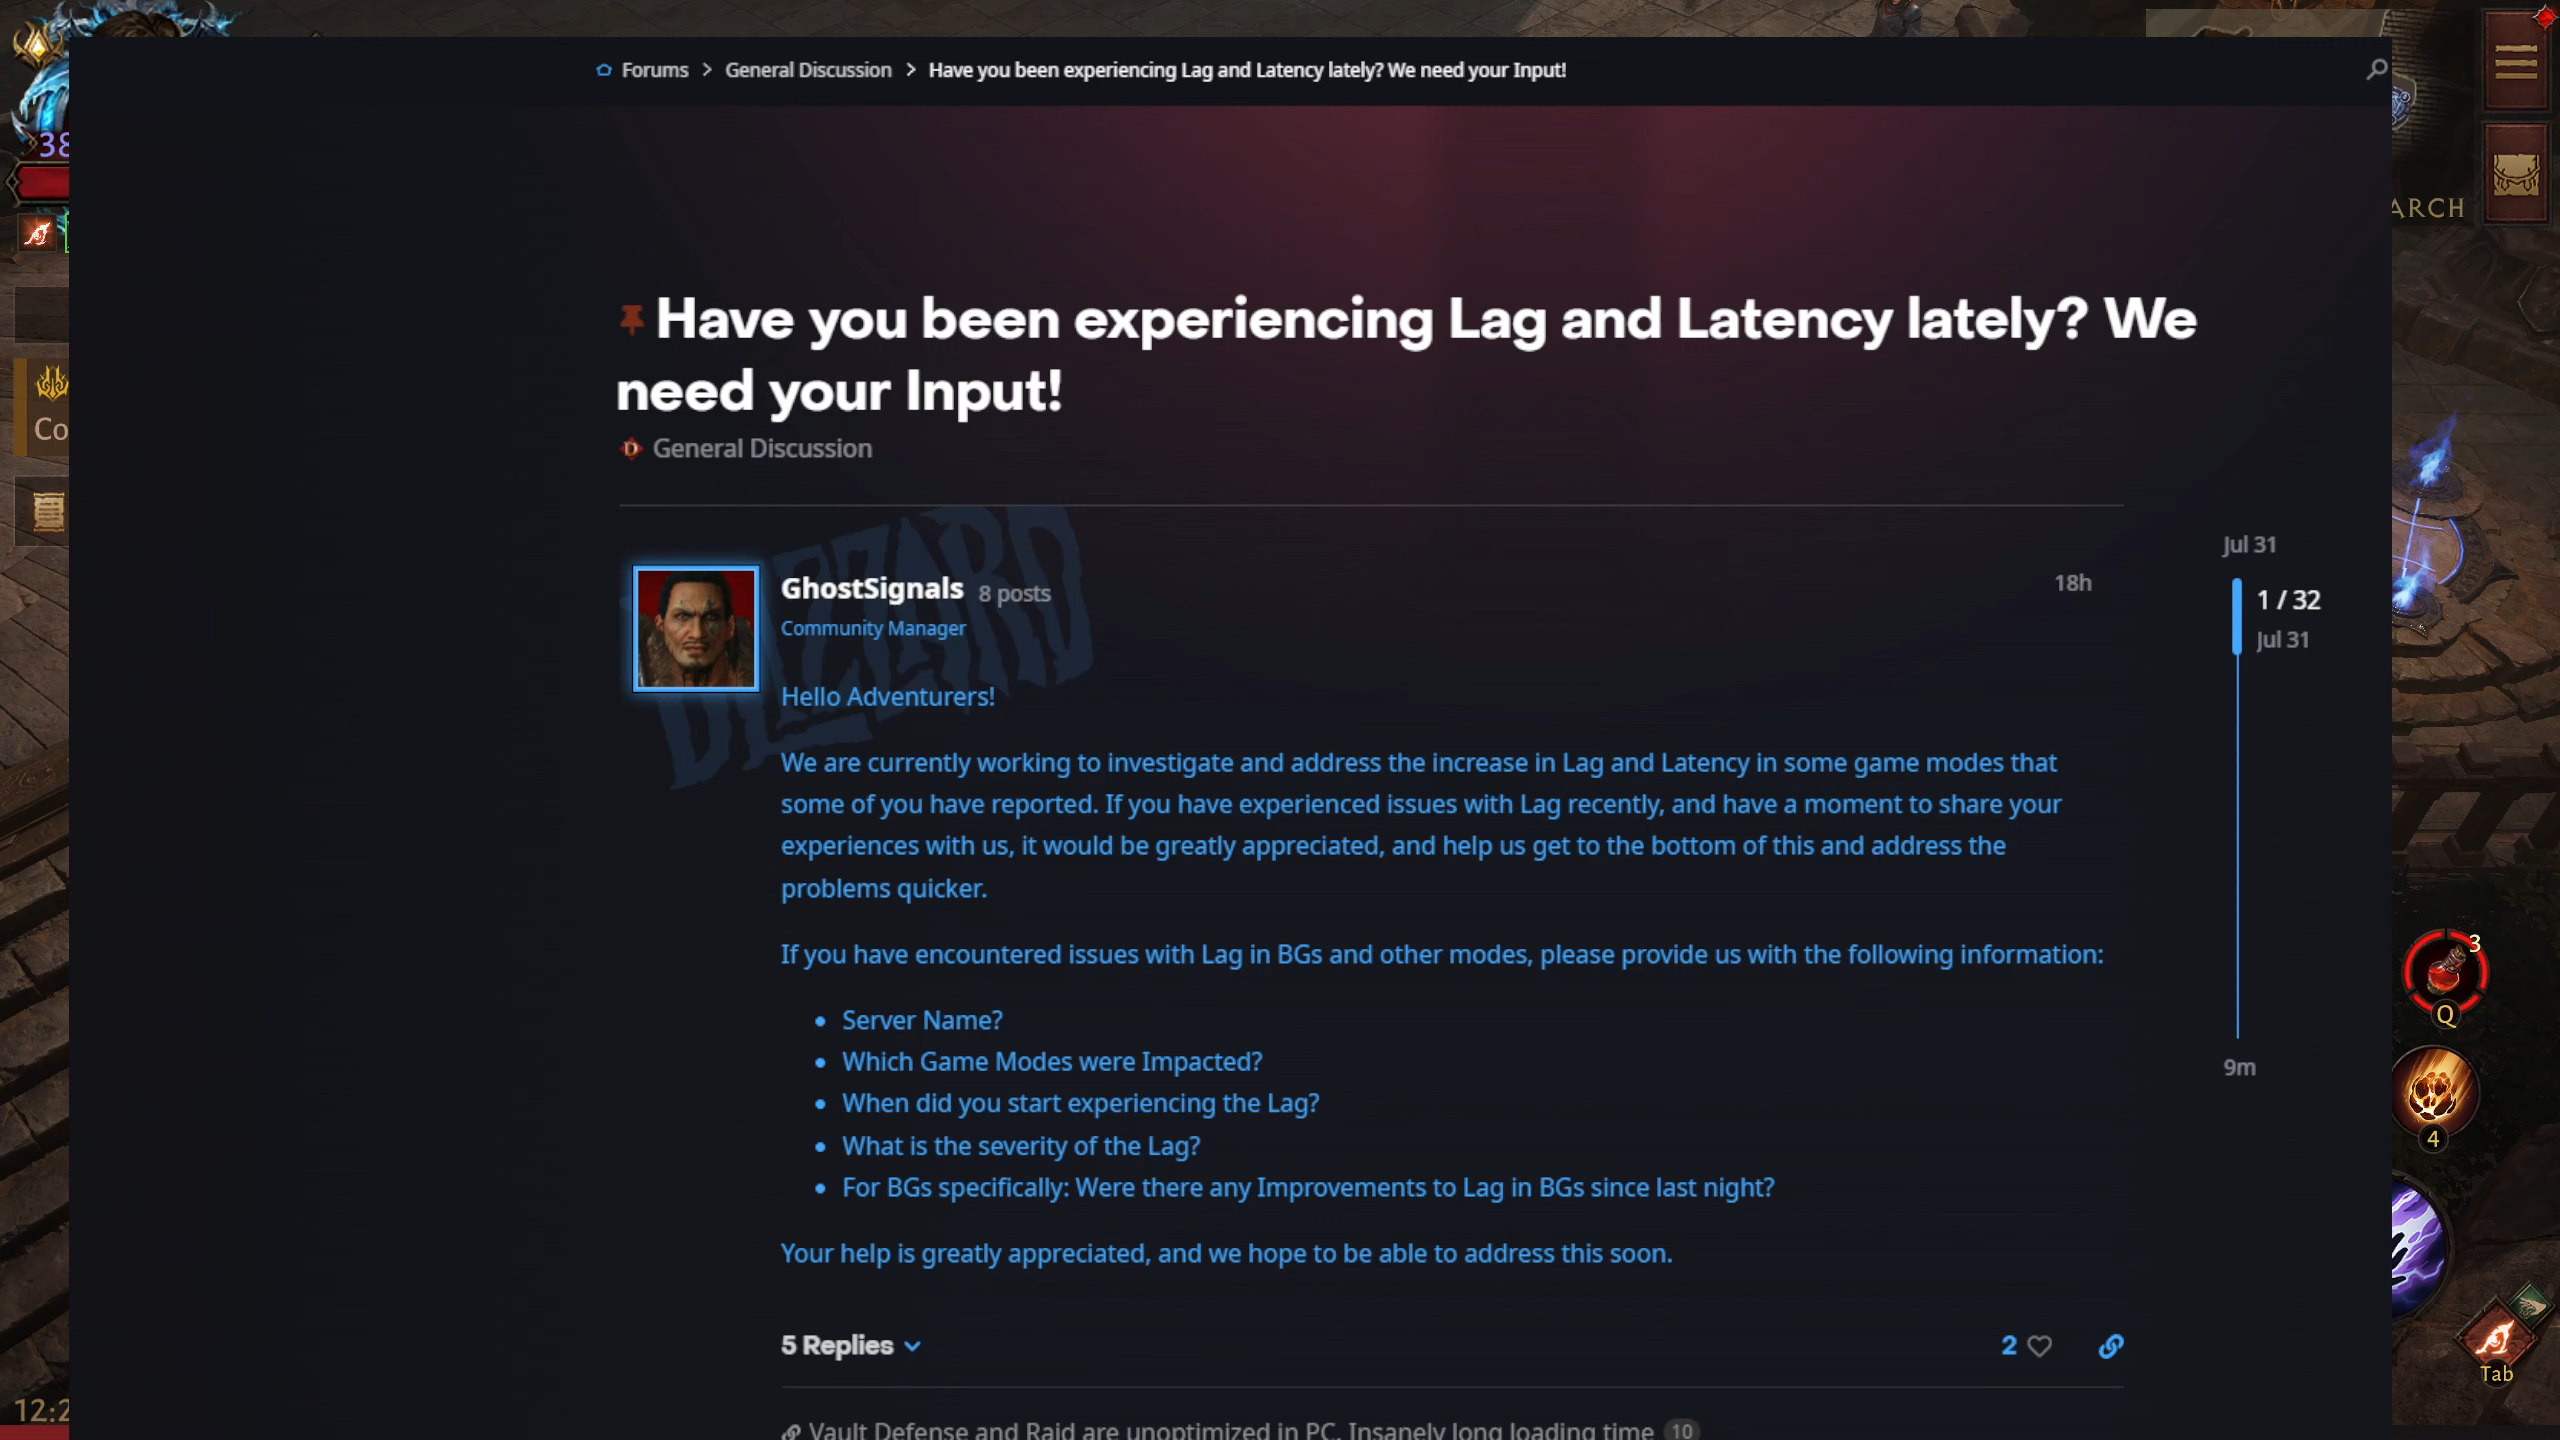 Forums > General Discussion > Have you been experiencing Lag and Latency lately? We need your Input!
38
ARCH
Have you been experiencing Lag and Latency lately? We
need your Input!
General Discussion
Co
BLIZZARD
GhostSignals 8 posts
18h
Community Manager
Jul 31
1 / 32
Jul 31
9m
Hello Adventurers!
We are currently working to investigate and address the increase in Lag and Latency in some game modes that
some of you have reported. If you have experienced issues with Lag recently, and have a moment to share your
experiences with us, it would be greatly appreciated, and help us get to the bottom of this and address the
problems quicker.
If you have encountered issues with Lag in BGs and other modes, please provide us with the following information:
• Server Name?
• Which Game Modes were Impacted?
• When did you start experiencing the Lag?
• What is the severity of the Lag?
• For BGs specifically: Were there any Improvements to Lag in BGs since last night?
Your help is greatly appreciated, and we hope to be able to address this soon.
5 Replies
2
Vault Defense and Raid are unoptimized in PC. Insanely long loading time 10
3
Q
4
Tab
12:2